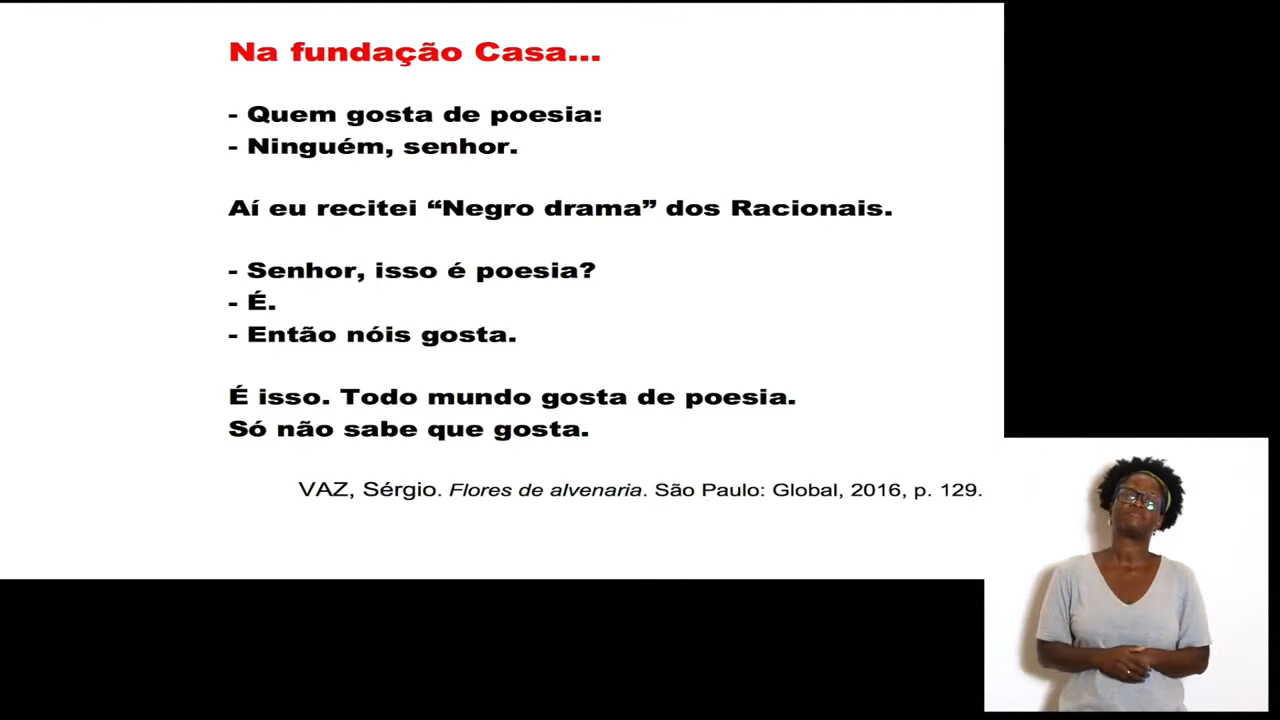 Na fundação Casa...
- Quem gosta de poesia:
- Ninguém, senhor.
Aí eu recitei “Negro drama” dos Racionais.
- Senhor, isso é poesia?
- É.
- Então nóis gosta.
É isso. Todo mundo gosta de poesia.
Só não sabe que gosta.
VAZ, Sérgio. Flores de alvenaria. São Paulo: Global, 2016, p. 129.